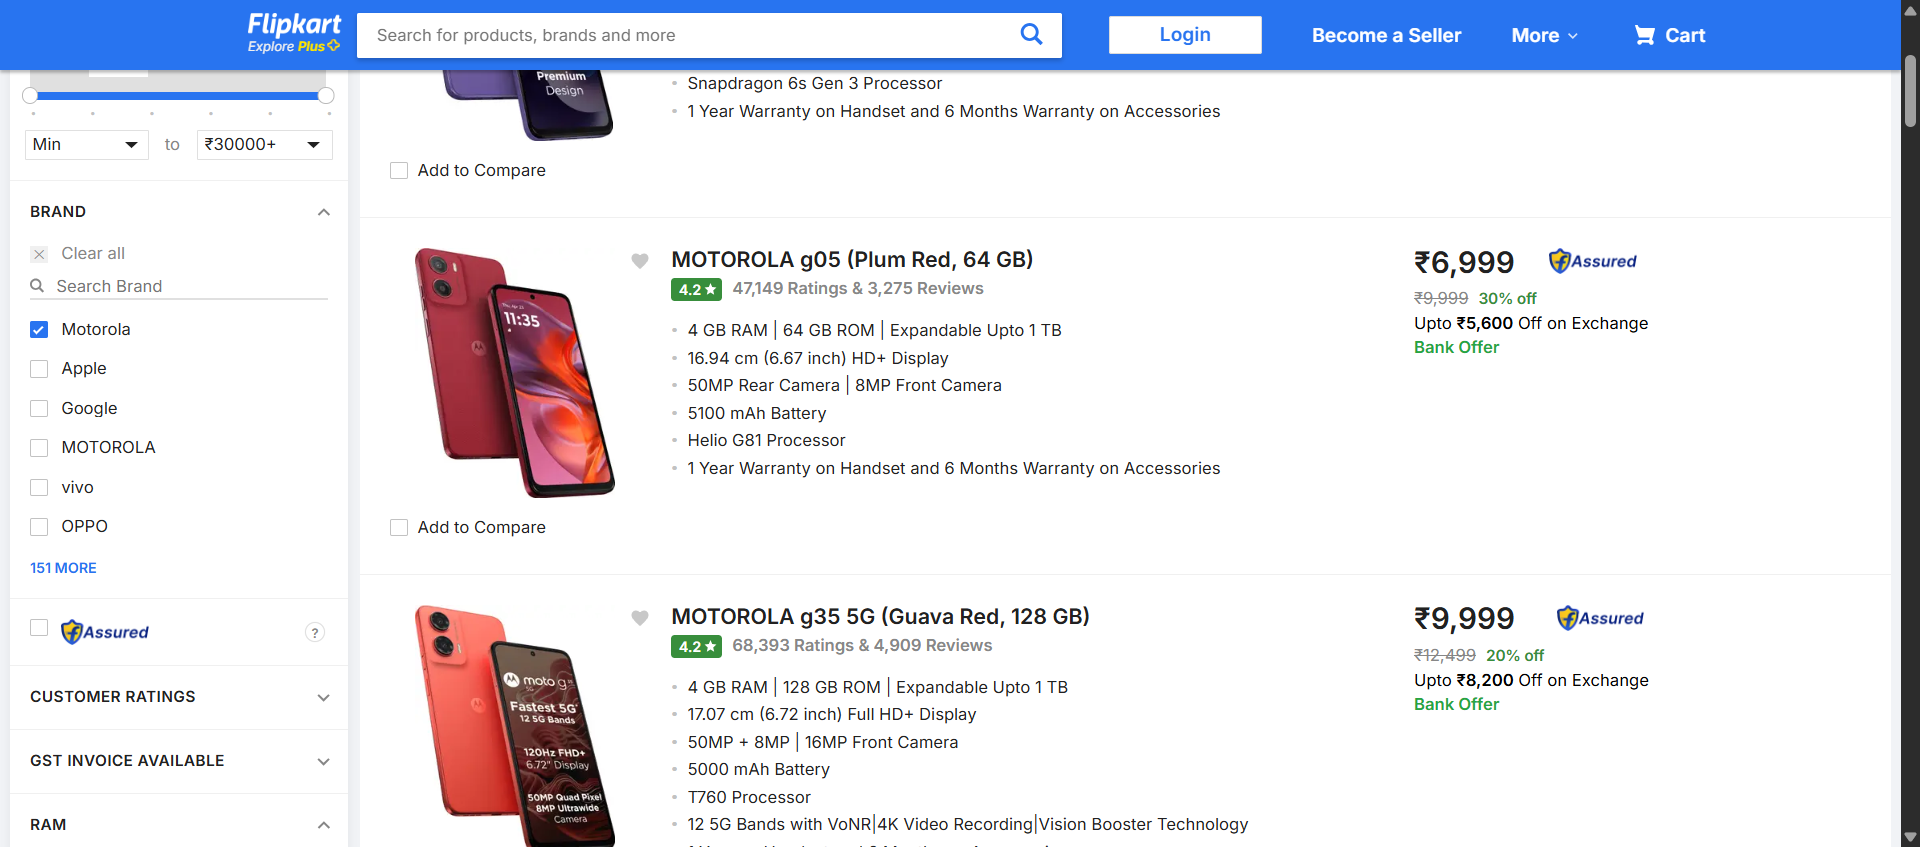 Flipkart
Explore Plus
Search for products, brands and more
Login
Become a Seller
More
Cart
Min
to
₹30000+
BRAND
Clear all
Search Brand
Motorola
Apple
Google
MOTOROLA
vivo
OPPO
151 MORE
Assured
?
CUSTOMER RATINGS
GST INVOICE AVAILABLE
RAM
Premium
Design
Snapdragon 6s Gen 3 Processor
1 Year Warranty on Handset and 6 Months Warranty on Accessories
Add to Compare
11:35
MOTOROLA g05 (Plum Red, 64 GB)
4.2★
47,149 Ratings & 3,275 Reviews
4 GB RAM | 64 GB ROM | Expandable Upto 1 TB
16.94 cm (6.67 inch) HD+ Display
50MP Rear Camera | 8MP Front Camera
5100 mAh Battery
Helio G81 Processor
1 Year Warranty on Handset and 6 Months Warranty on Accessories
₹6,999
Assured
₹9,999 30% off
Upto ₹5,600 Off on Exchange
Bank Offer
Add to Compare
moto g
Fastest 5G
12 5G Bands
120Hz FHD+
6.72" Display
50MP Quad Pixel
8MP Ultrawide
Camera
MOTOROLA g35 5G (Guava Red, 128 GB)
4.2★
68,393 Ratings & 4,909 Reviews
4 GB RAM | 128 GB ROM | Expandable Upto 1 TB
17.07 cm (6.72 inch) Full HD+ Display
50MP + 8MP | 16MP Front Camera
5000 mAh Battery
T760 Processor
12 5G Bands with VoNR|4K Video Recording|Vision Booster Technology
₹9,999
Assured
₹12,499 20% off
Upto ₹8,200 Off on Exchange
Bank Offer